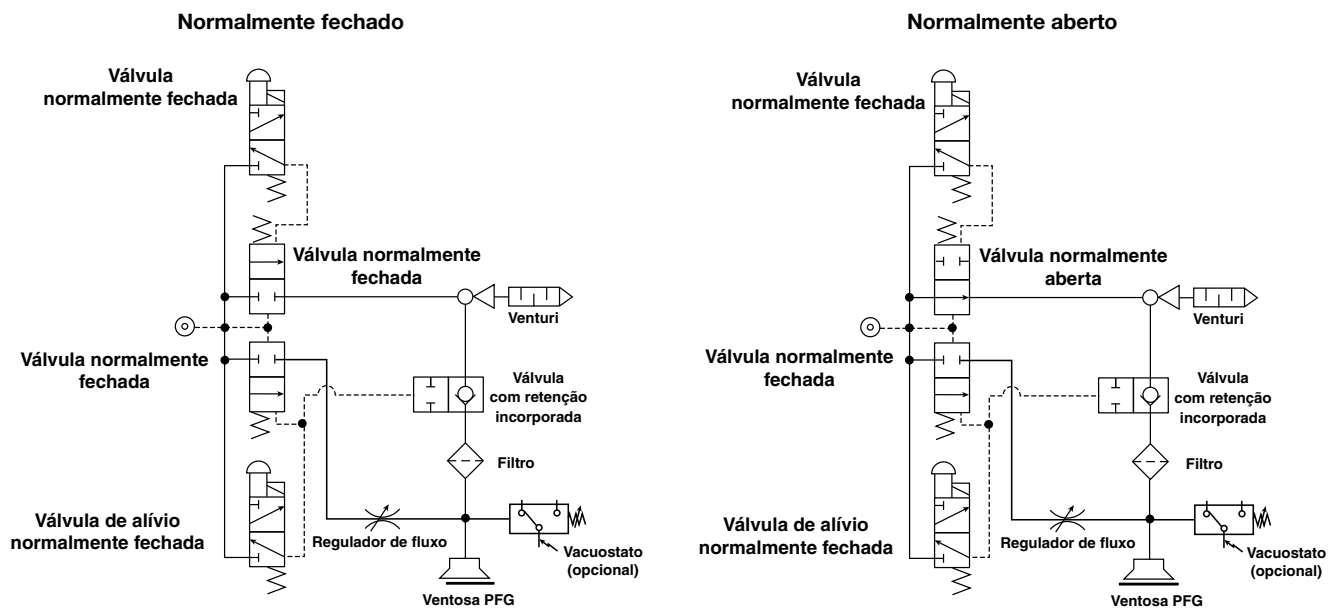 Normalmente fechado
Válvula
normalmente fechada
Válvula normalmente
fechada
Venturi
Válvula normalmente
fechada
Válvula
com retenção
incorporada
Filtro
Válvula de alívio
normalmente fechada
Regulador de fluxo
Vacuostato
(opcional)
Ventosa PFG
Normalmente aberto
Válvula
normalmente fechada
Válvula normalmente
aberta
Venturi
Válvula normalmente
fechada
Válvula
com retenção
incorporada
Filtro
Válvula de alívio
normalmente fechada
Regulador de fluxo
Vacuostato
(opcional)
Ventosa PFG